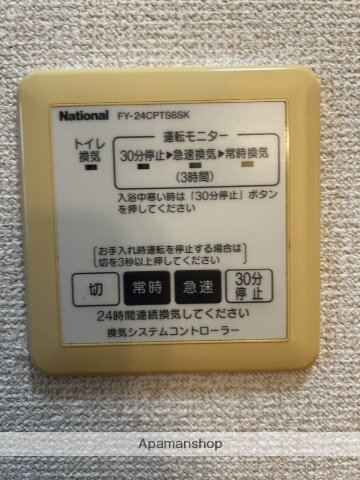 National FY-24CPTS6SK
トイレ
換気
運転モニター
30分停止▶急速換気▶常時換気
(3時間)
入浴中寒い時は「30分停止」ボタン
を押してください
お手入れ時運転を停止する場合は
切を3秒以上押してください
切 常時 急速 30分
停止
24時間連続換気してください
換気システムコントローラー
Apamanshop